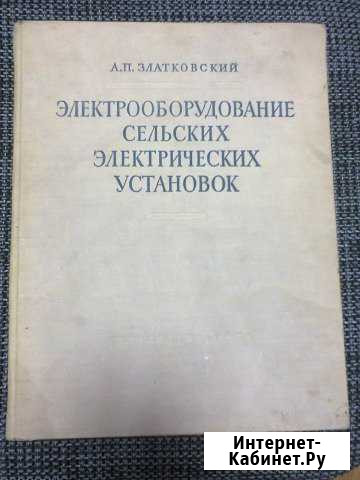 А.П. ЗЛАТКОВСКИЙ
ЭЛЕКТРООБОРУДОВАНИЕ
СЕЛЬСКИХ
ЭЛЕКТРИЧЕСКИХ
УСТАНОВОК
Интернет-
Кабинет.Ру